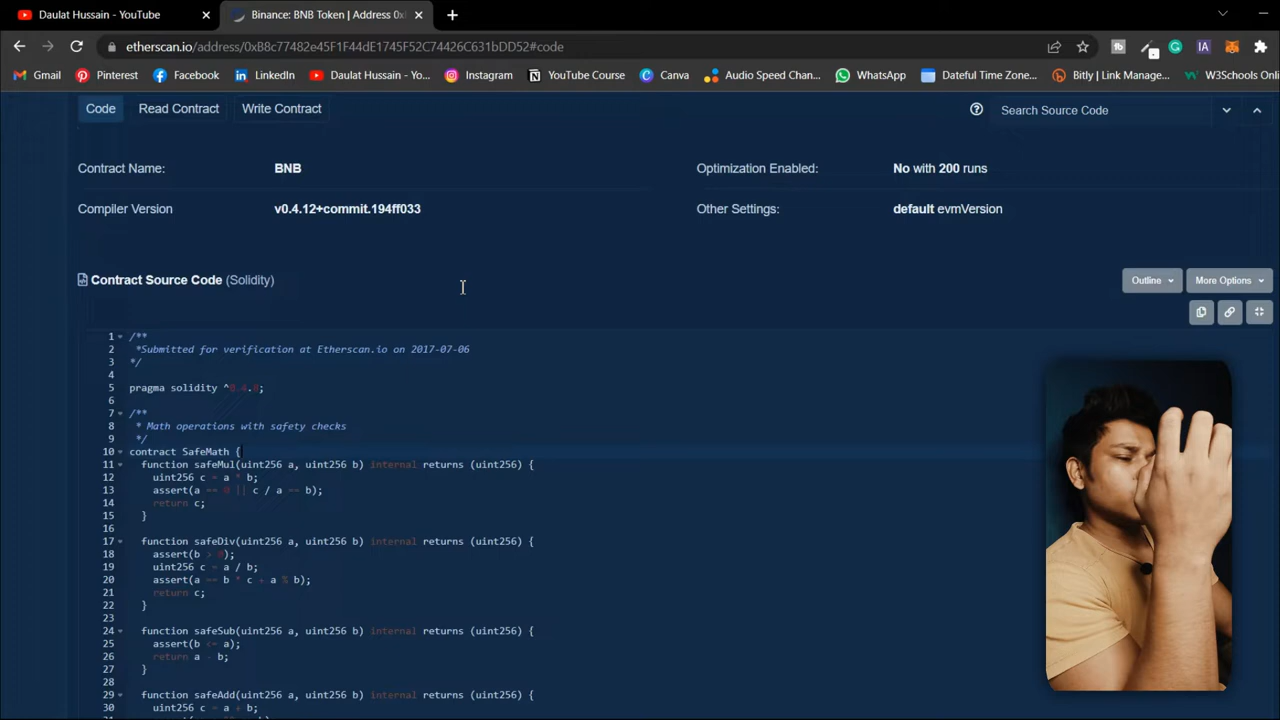 Daulat Hussain - YouTube
Binance: BNB Token | Address 0x
etherscan.io/address/0xB8c77482e45F1F44dE1745F52C74426C631bDD52#code
Gmail Pinterest Facebook LinkedIn Daulat Hussain - Yo... Instagram YouTube Course Canva Audio Speed Chan... WhatsApp Dateful Time Zone... Bitly | Link Manage... W3Schools Onli
Code Read Contract Write Contract Search Source Code
Contract Name: BNB Optimization Enabled: No with 200 runs
Compiler Version v0.4.12+commit.194ff033 Other Settings: default evmVersion
Contract Source Code (Solidity) Outline More Options
1 /**
2 *Submitted for verification at Etherscan.io on 2017-07-06
3 */
4
5 pragma solidity ^0.4.8;
6
7 /**
8 * Math operations with safety checks
9 */
10 contract SafeMath {
11 function safeMul(uint256 a, uint256 b) internal returns (uint256) {
12 uint256 c = a * b;
13 assert(a == 0 || c / a == b);
14 return c;
15 }
16
17 function safeDiv(uint256 a, uint256 b) internal returns (uint256) {
18 assert(b > 0);
19 uint256 c = a / b;
20 assert(a == b * c + a % b);
21 return c;
22 }
23
24 function safeSub(uint256 a, uint256 b) internal returns (uint256) {
25 assert(b <= a);
26 return a - b;
27 }
28
29 function safeAdd(uint256 a, uint256 b) internal returns (uint256) {
30 uint256 c = a + b;